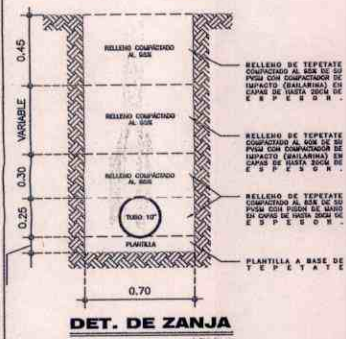 0.45
VARIABLE
0.30
0.25
RELLENO COMPACTADO
AL 95%
RELLENO COMPACTADO
AL 90%
RELLENO COMPACTADO
AL 85%
TUBO 10"
PLANTILLA
0.70
RELLENO DE TEPETATE
COMPACTADO AL 95% DE SU
PVSM CON COMPACTADOR DE
IMPACTO (BAILARINA) EN
CAPAS DE HASTA 20CM DE
ESPESOR.
RELLENO DE TEPETATE
COMPACTADO AL 90% DE SU
PVSM CON COMPACTADOR DE
IMPACTO (BAILARINA) EN
CAPAS DE HASTA 20CM DE
ESPESOR.
RELLENO DE TEPETATE
COMPACTADO AL 85% DE SU
PVSM CON PISON DE MANO
EN CAPAS DE HASTA 20CM DE
ESPESOR.
PLANTILLA A BASE DE
TEPETATE
DET. DE ZANJA